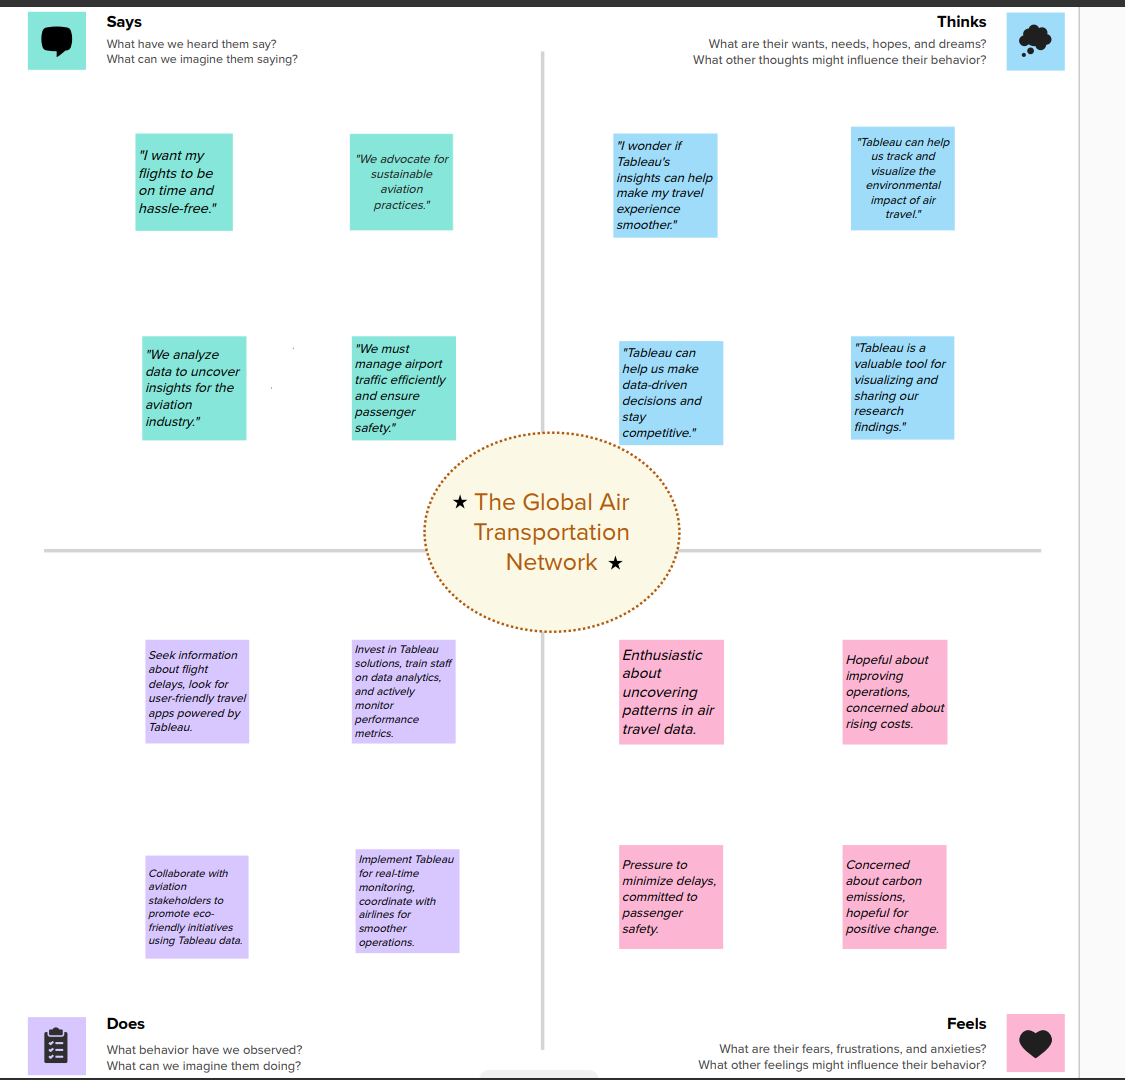 Says
What have we heard them say?
What can we imagine them saying?
Thinks
What are their wants, needs, hopes, and dreams?
What other thoughts might influence their behavior?
"I want my
flights to be
on time and
hassle-free."
"We advocate for
sustainable
aviation
practices."
"I wonder if
Tableau's
insights can help
make my travel
experience
smoother."
"Tableau can help
us track and
visualize the
environmental
impact of air
travel."
"We analyze
data to uncover
insights for the
aviation
industry."
"We must
manage airport
traffic efficiently
and ensure
passenger
safety."
"Tableau can
help us make
data-driven
decisions and
stay
competitive."
"Tableau is a
valuable tool for
visualizing and
sharing our
research
findings."
★ The Global Air
Transportation
Network ★
Seek information
about flight
delays, look for
user-friendly travel
apps powered by
Tableau.
Invest in Tableau
solutions, train staff
on data analytics,
and actively
monitor
performance
metrics.
Enthusiastic
about
uncovering
patterns in air
travel data.
Hopeful about
improving
operations,
concerned about
rising costs.
Collaborate with
aviation
stakeholders to
promote eco-
friendly initiatives
using Tableau data.
Implement Tableau
for real-time
monitoring,
coordinate with
airlines for
smoother
operations.
Pressure to
minimize delays,
committed to
passenger
safety.
Concerned
about carbon
emissions,
hopeful for
positive change.
Does
What behavior have we observed?
What can we imagine them doing?
Feels
What are their fears, frustrations, and anxieties?
What other feelings might influence their behavior?